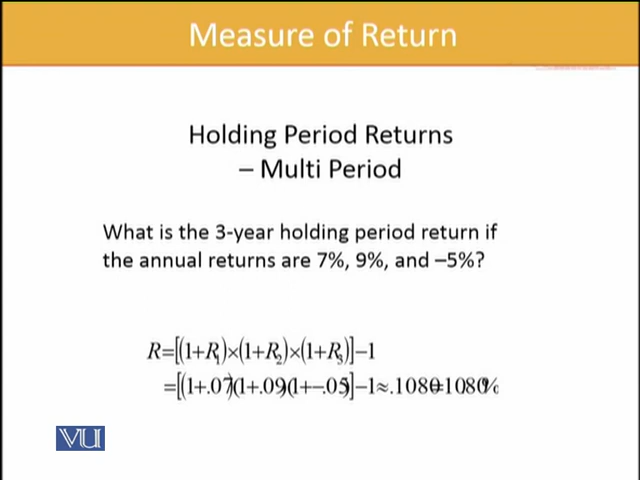 Measure of Return
Holding Period Returns
– Multi Period
What is the 3-year holding period return if
the annual returns are 7%, 9%, and –5%?
R=[(1+R₁)×(1+R₂)×(1+R₃)]−1
=[(1+.07)(1+.09)(1+−.05)]−1≈.1080=10.80%
VU